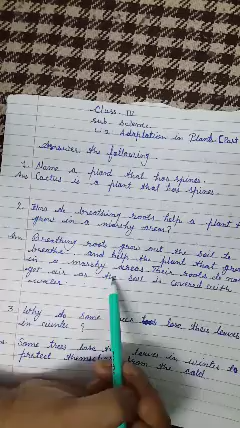 Class - IV
Sub - Science
L-2 Adaptation in Plants [Part
Answer the following
1. Name a plant that has spines.
Ans Cactus is a plant that has spines.
2. How do breathing roots help a plant
grow in a marshy areas?
Ans Breathing roots grow out the soil to
breathe and help the plant that grow
in a marshy areas. Their roots do not
get air as the soil is covered with
water.
3. Why do some trees lose their leaves
in winter?
Some trees lose their leaves in winter to
protect themselves from the cold.